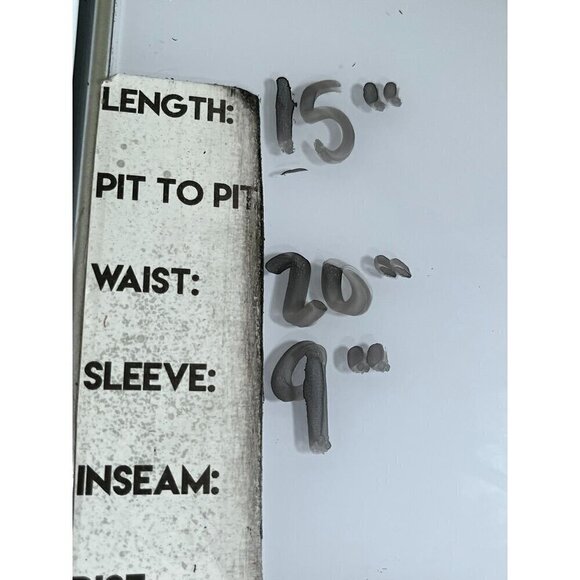 LENGTH: 15"
PIT TO PIT
WAIST: 20"
SLEEVE: 9"
INSEAM: